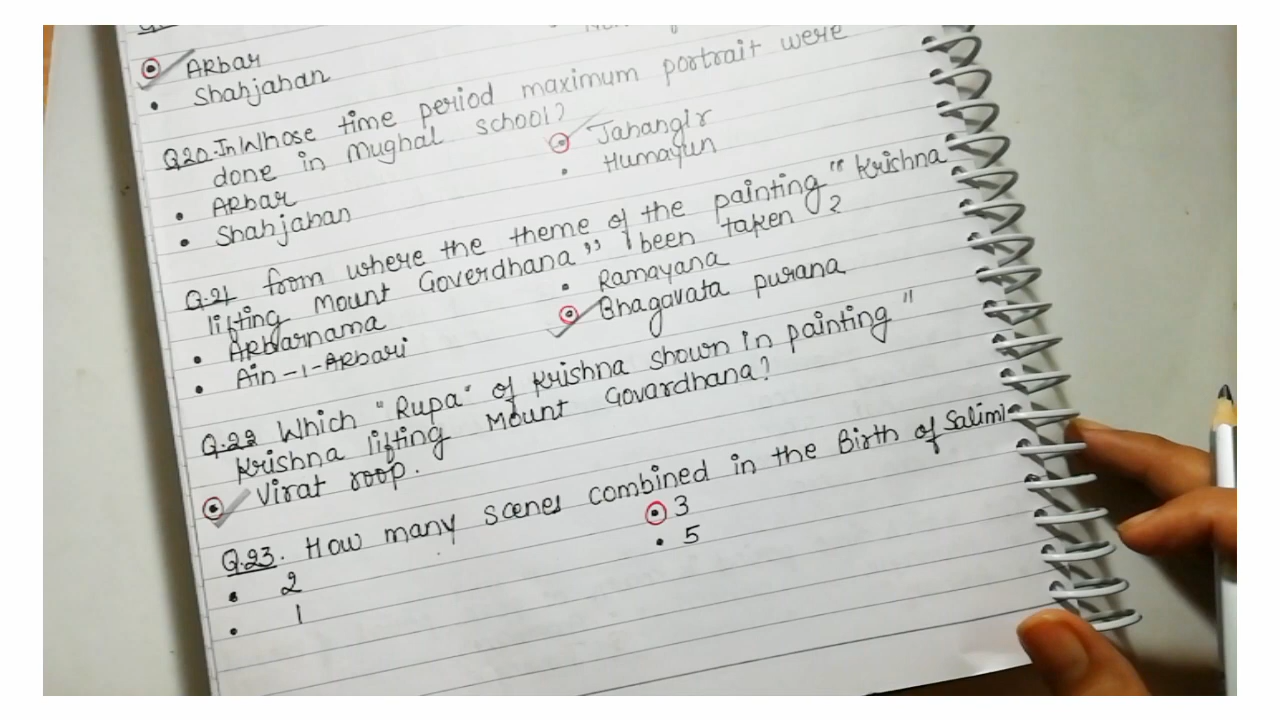 • Akbar
• Shahjahan
Q20. In Whose time period maximum portrait were
done in Mughal school?
• Akbar
• Jahangir
• Shahjahan
• Humayun
Q.21 from where the theme of the painting "Krishna
lifting Mount Goverdhana" been taken ?
• Akbarnama
• Ramayana
• Ain-i-Akbari
• Bhagavata purana
Q.22 Which "Rupa" of Krishna shown in painting "
Krishna lifting Mount Govardhana?
• Virat roop.
Q.23. How many scenes combined in the Birth of Salim?
• 2
• 3
• 1
• 5